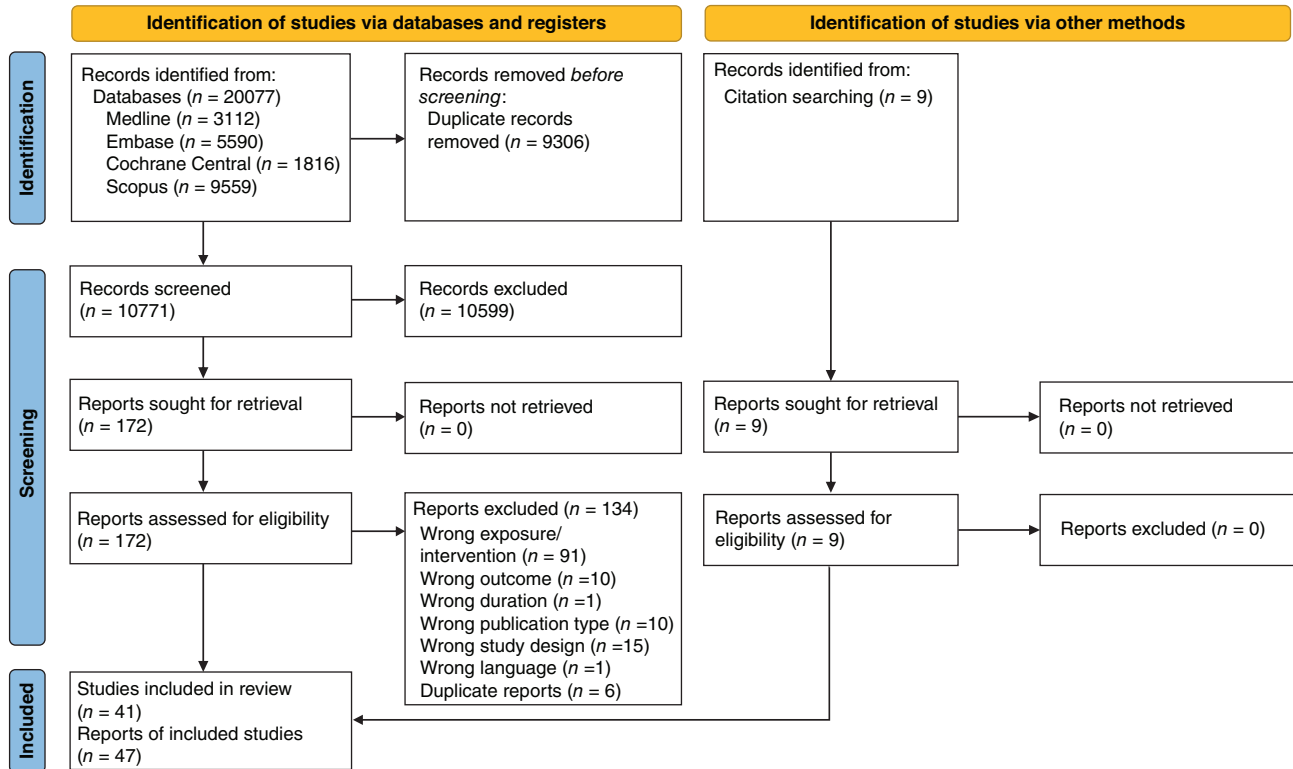 Identification of studies via databases and registers
Identification of studies via other methods
Identification
Records identified from:
Databases (n = 20077)
Medline (n = 3112)
Embase (n = 5590)
Cochrane Central (n = 1816)
Scopus (n = 9559)
Records removed before
screening:
Duplicate records
removed (n = 9306)
Records identified from:
Citation searching (n = 9)
Screening
Records screened
(n = 10771)
Records excluded
(n = 10599)
Reports sought for retrieval
(n = 172)
Reports not retrieved
(n = 0)
Reports sought for retrieval
(n = 9)
Reports not retrieved
(n = 0)
Reports assessed for eligibility
(n = 172)
Reports excluded (n = 134)
Wrong exposure/
intervention (n = 91)
Wrong outcome (n =10)
Wrong duration (n =1)
Wrong publication type (n =10)
Wrong study design (n =15)
Wrong language (n =1)
Duplicate reports (n = 6)
Reports assessed for
eligibility (n = 9)
Reports excluded (n = 0)
Included
Studies included in review
(n = 41)
Reports of included studies
(n = 47)